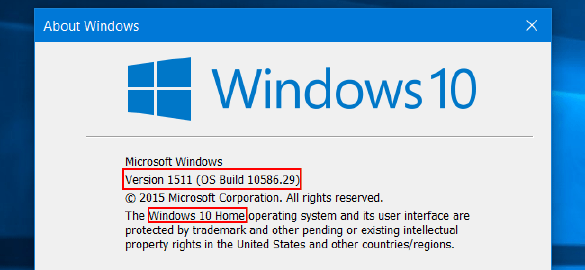 About Windows
Windows 10
Microsoft Windows
Version 1511 (OS Build 10586.29)
© 2015 Microsoft Corporation. All rights reserved.
The Windows 10 Home operating system and its user interface are
protected by trademark and other pending or existing intellectual
property rights in the United States and other countries/regions.